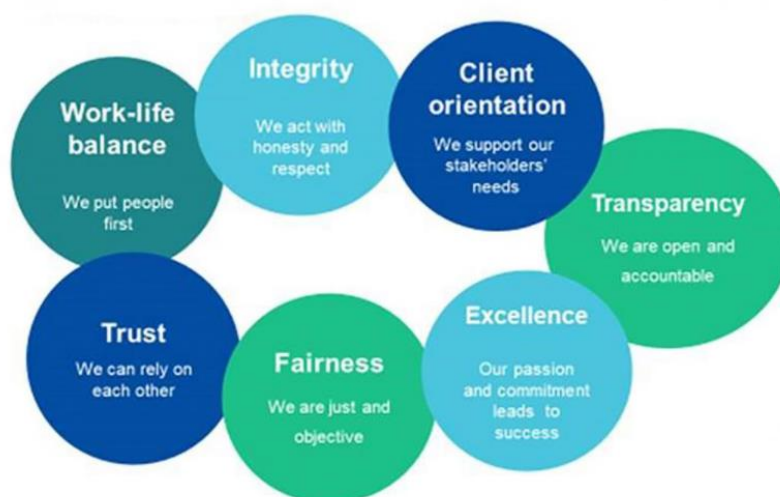 Work-life
balance
We put people
first
Integrity
We act with
honesty and
respect
Client
orientation
We support our
stakeholders'
needs
Transparency
We are open and
accountable
Excellence
Our passion
and commitment
leads to
success
Fairness
We are just and
objective
Trust
We can rely on
each other